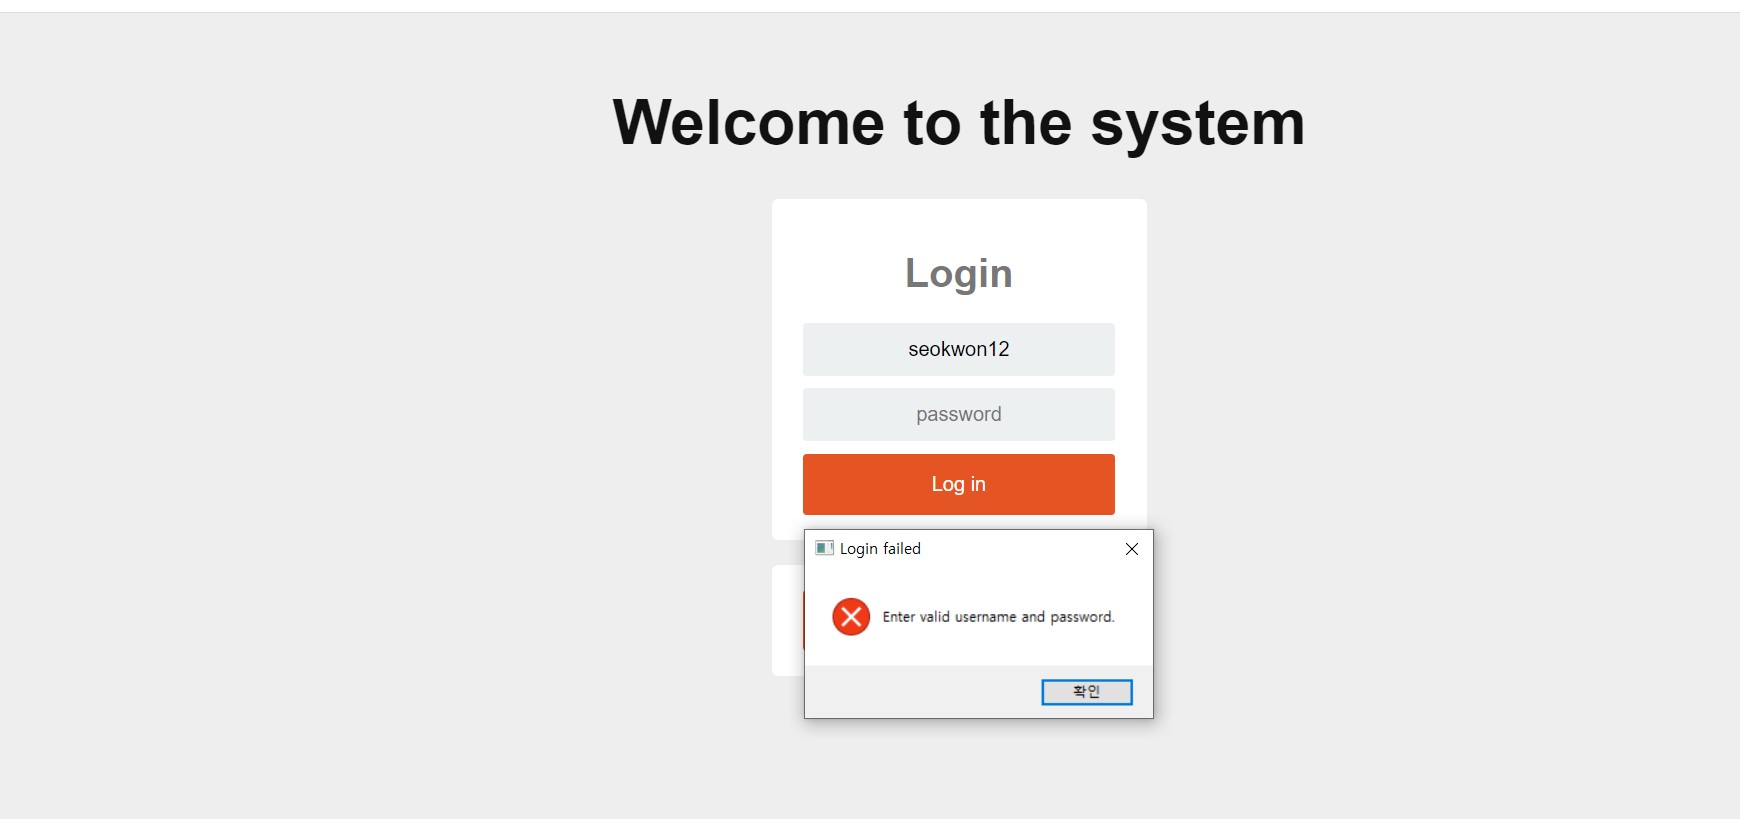 Welcome to the system
Login
seokwon12
password
Log in
Login failed
Enter valid username and password.
확인